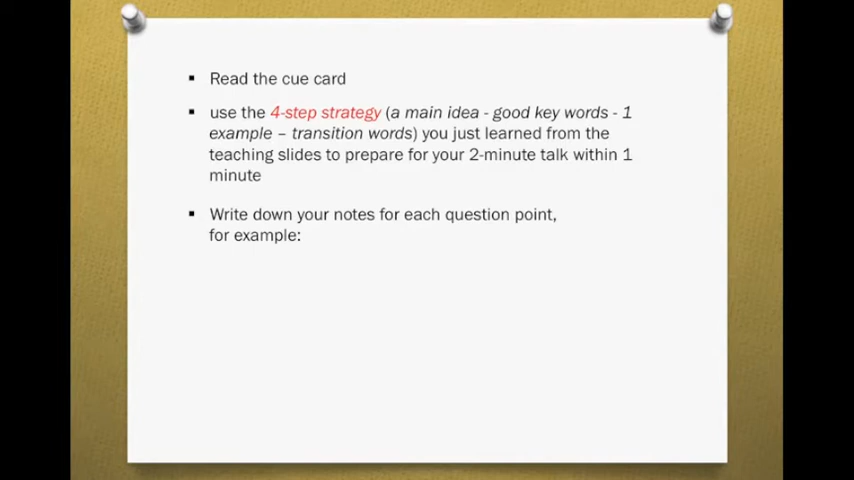 ▪ Read the cue card
▪ use the 4-step strategy (a main idea - good key words - 1
example – transition words) you just learned from the
teaching slides to prepare for your 2-minute talk within 1
minute
▪ Write down your notes for each question point,
for example: